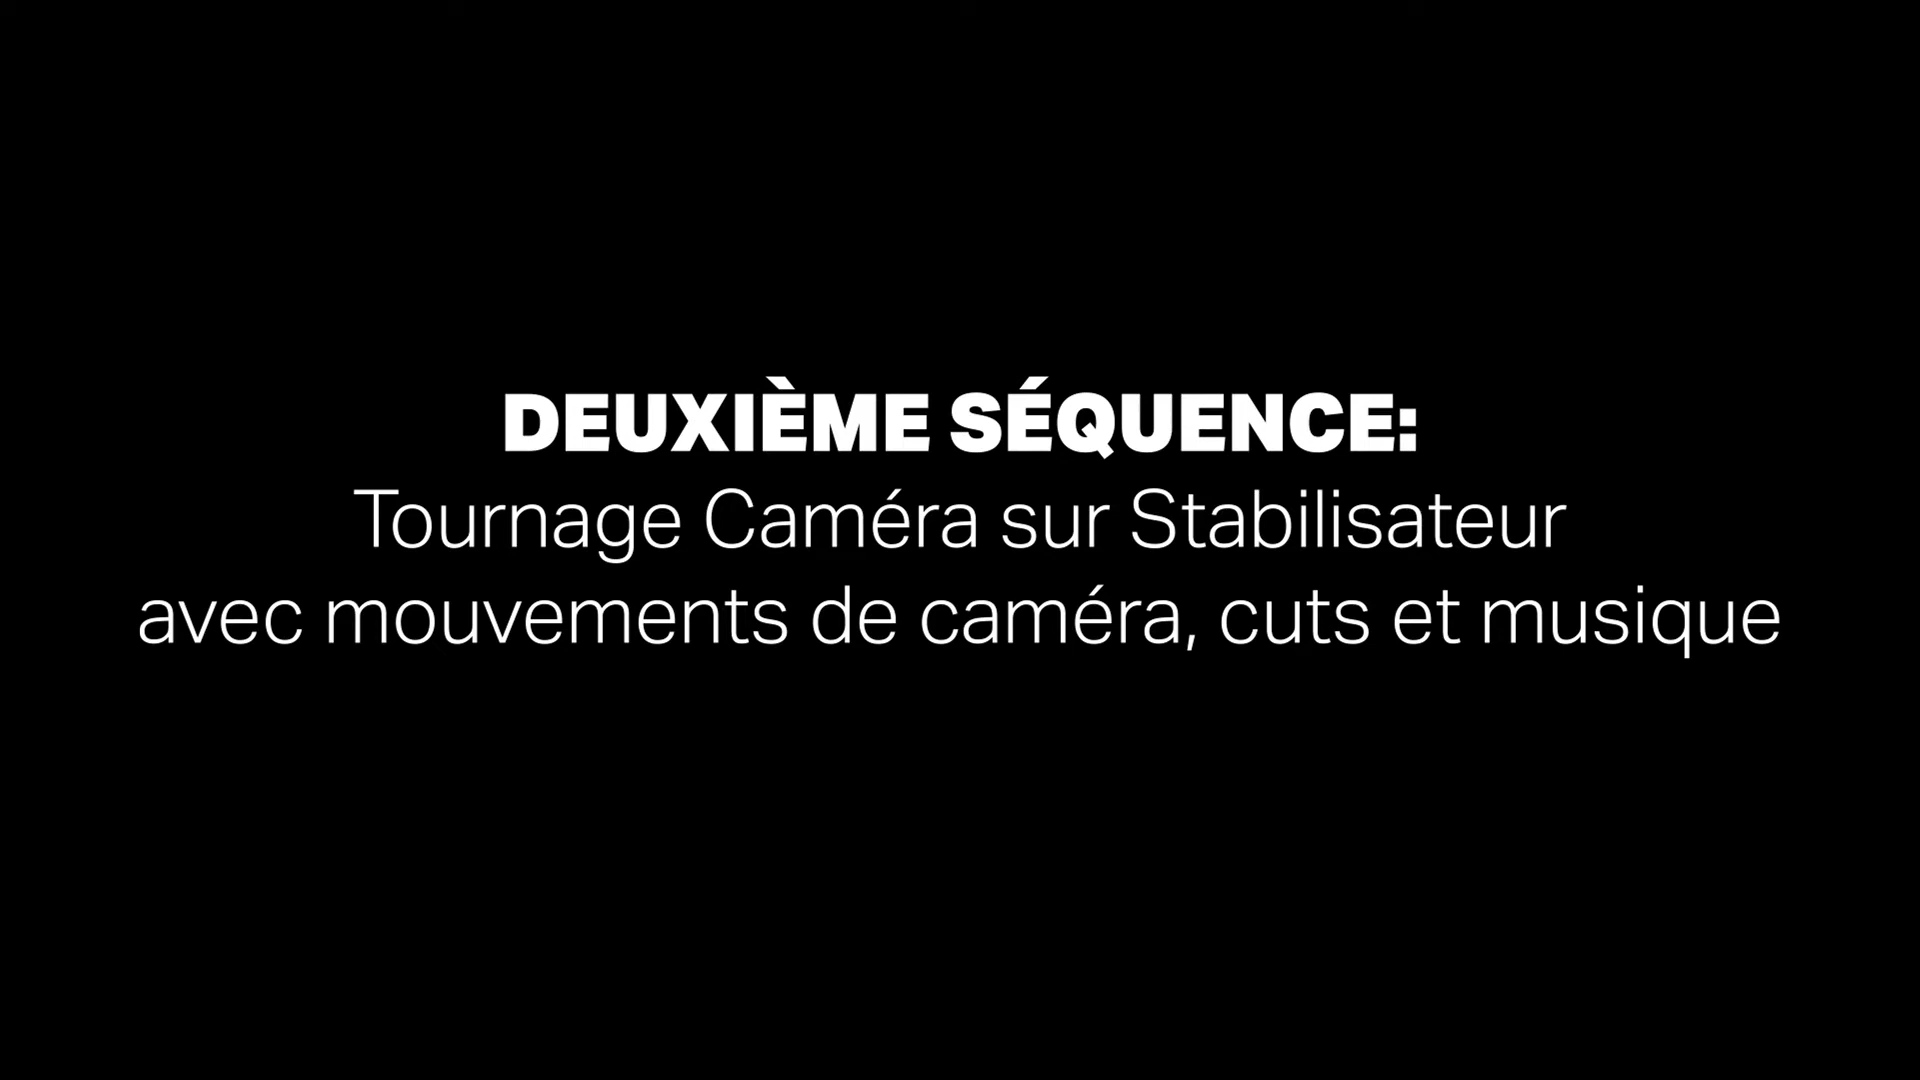 DEUXIÈME SÉQUENCE:
Tournage Caméra sur Stabilisateur
avec mouvements de caméra, cuts et musique